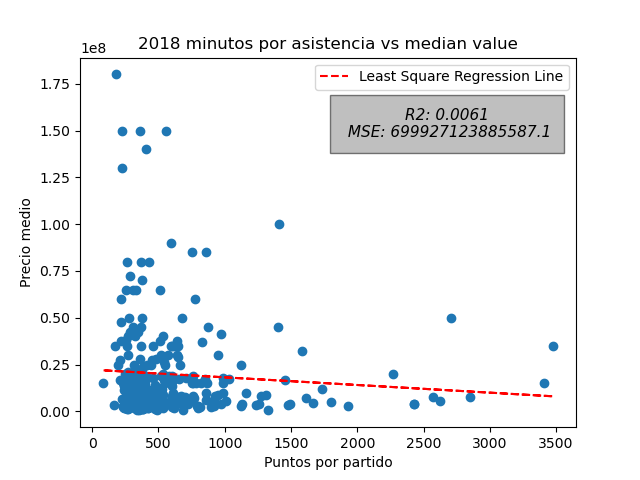 2018 minutos por asistencia vs median value
1e8
Least Square Regression Line
R2: 0.0061
MSE: 699927123885587.1
1.75
1.50
1.25
1.00
0.75
0.50
0.25
0.00
Precio medio
0 500 1000 1500 2000 2500 3000 3500
Puntos por partido